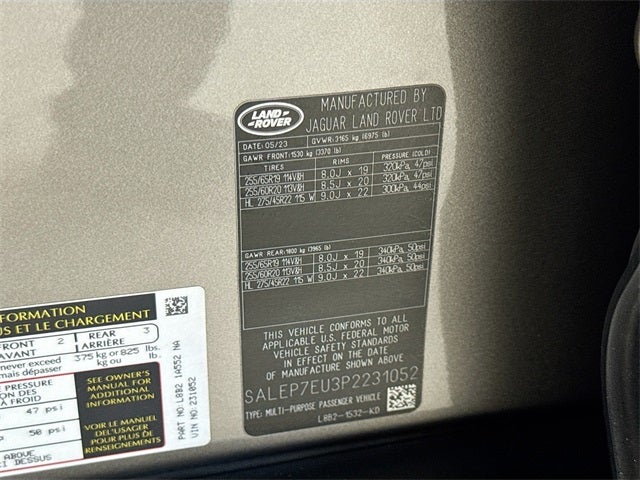 LAND ROVER
MANUFACTURED BY
JAGUAR LAND ROVER LTD
DATE: 05/23 GVWR: 3165 kg (6975 lb)
GAWR FRONT: 1530 kg (3370 lb)
TIRES RIMS PRESSURE (COLD)
255/65R19 114V&H 8.0J x 19 320kPa, 47psi
255/60R20 113V&H 8.5J x 20 320kPa, 47psi
HL 275/45R22 115 W 9.0J x 22 300kPa, 44psi
GAWR REAR: 1800 kg (3965 lb)
255/65R19 114V&H 8.0J x 19 340kPa, 50psi
255/60R20 113V&H 8.5J x 20 340kPa, 50psi
HL 275/45R22 115 W 9.0J x 22 340kPa, 50psi
THIS VEHICLE CONFORMS TO ALL
APPLICABLE U.S. FEDERAL MOTOR
VEHICLE SAFETY STANDARDS
IN EFFECT ON THE DATE
OF MANUFACTURE SHOWN ABOVE
SALEP7EU3P2231052
TYPE: MULTI-PURPOSE PASSENGER VEHICLE
L8B2-1532-KD
INFORMATION
US ET LE CHARGEMENT
FRONT 2 REAR 3
AVANT ARRIÈRE
never exceed 375 kg or 825 lbs.
mais dépasser kg ou lb.
PRESSURE
ON DES
À FROID
47 psi
50 psi
ABOVE
CI DESSUS
SEE OWNER'S
MANUAL FOR
ADDITIONAL
INFORMATION
VOIR LE MANUEL
DEL'USAGER
POUR PLUS DE
RENSEIGNEMENTS
PART NO: L8B2 1A552 NA
VIN NO: 231052